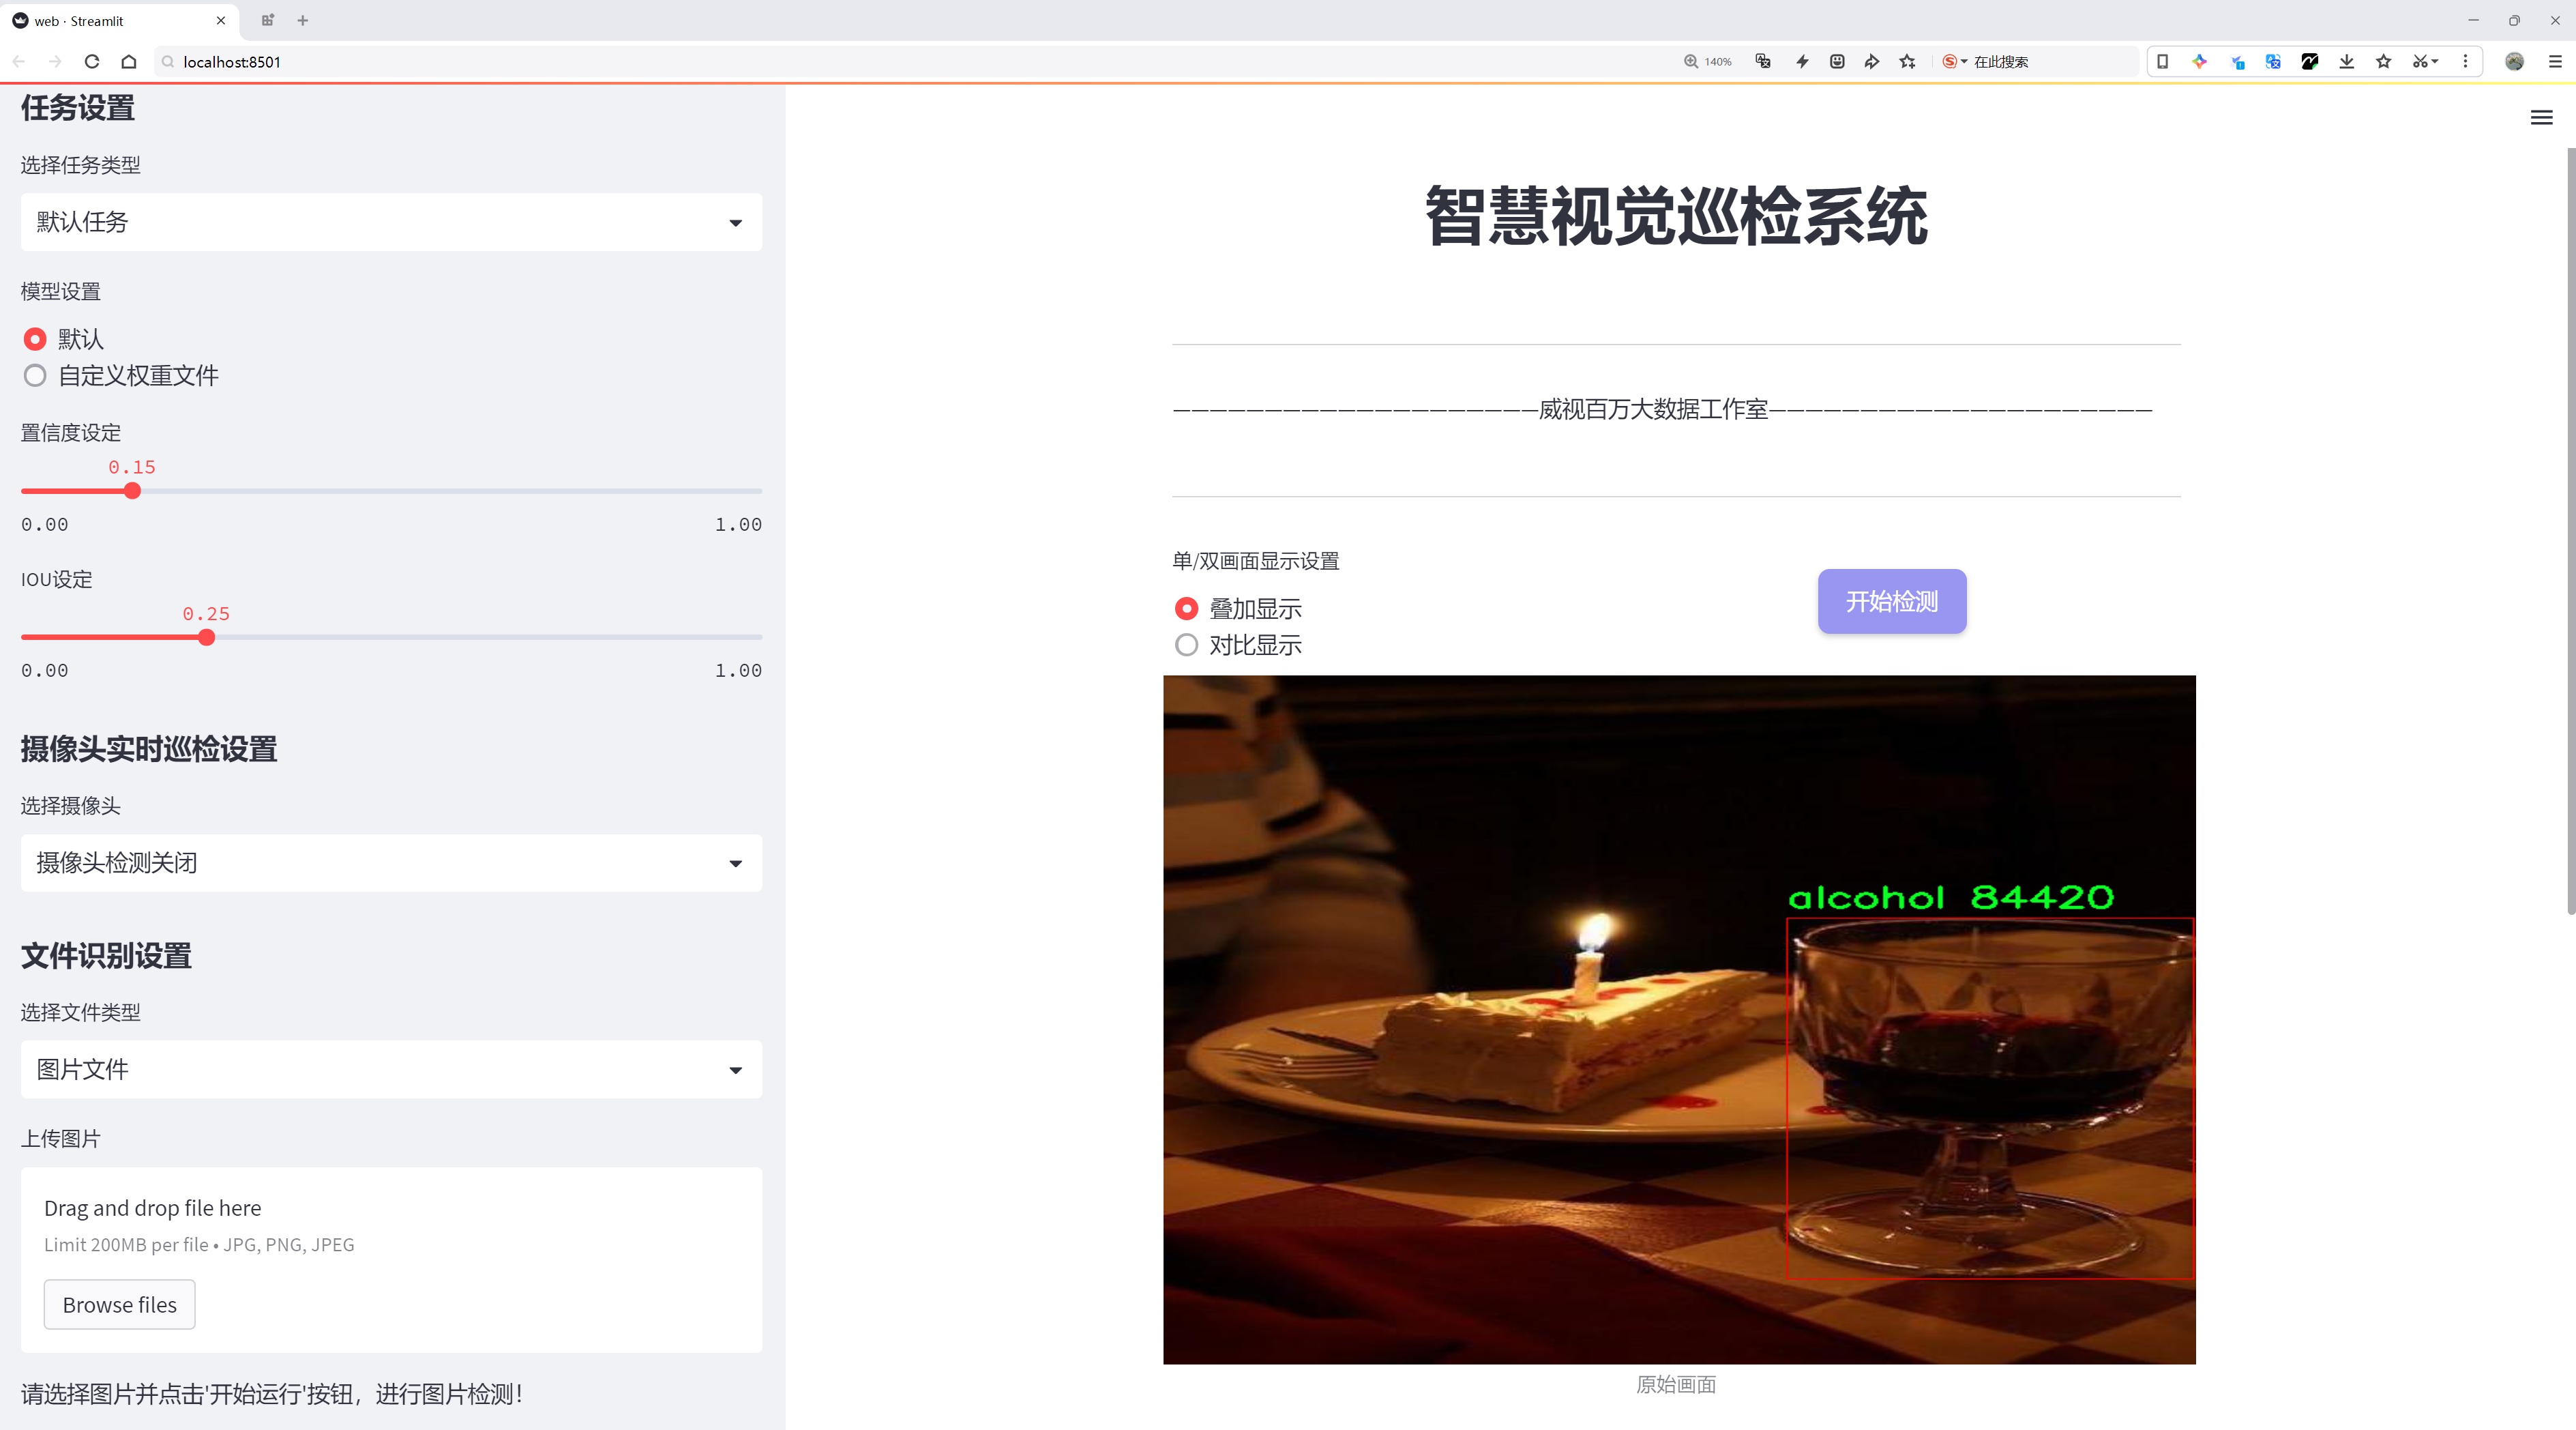 web · Streamlit
localhost:8501
140%
在此搜索
任务设置
选择任务类型
默认任务
模型设置
默认
自定义权重文件
置信度设定
0.15
0.00
1.00
IOU设定
0.25
0.00
1.00
摄像头实时巡检设置
选择摄像头
摄像头检测关闭
文件识别设置
选择文件类型
图片文件
上传图片
Drag and drop file here
Limit 200MB per file • JPG, PNG, JPEG
Browse files
请选择图片并点击'开始运行'按钮，进行图片检测！
智慧视觉巡检系统
————————————————————威视百万大数据工作室—————————————————————
单/双画面显示设置
叠加显示
对比显示
开始检测
alcohol 84420
原始画面